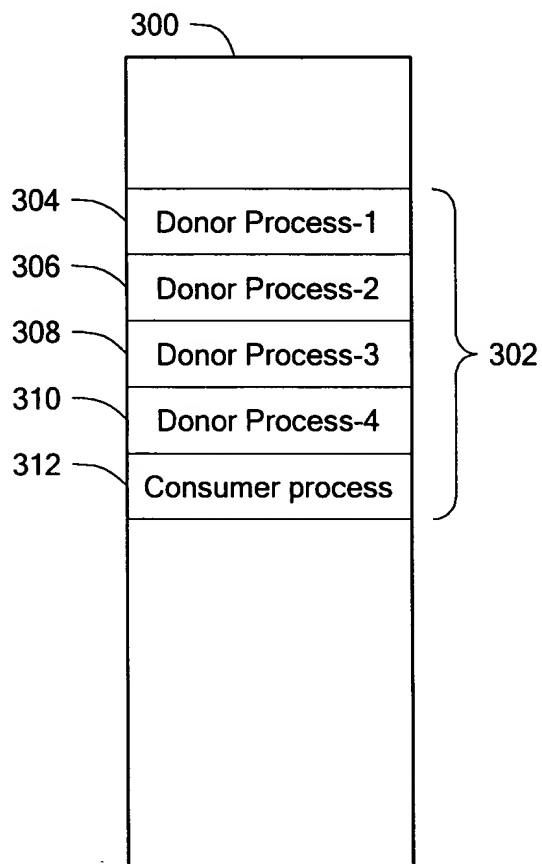 300
304
Donor Process-1
306
Donor Process-2
308
Donor Process-3
302
310
Donor Process-4
312
Consumer process